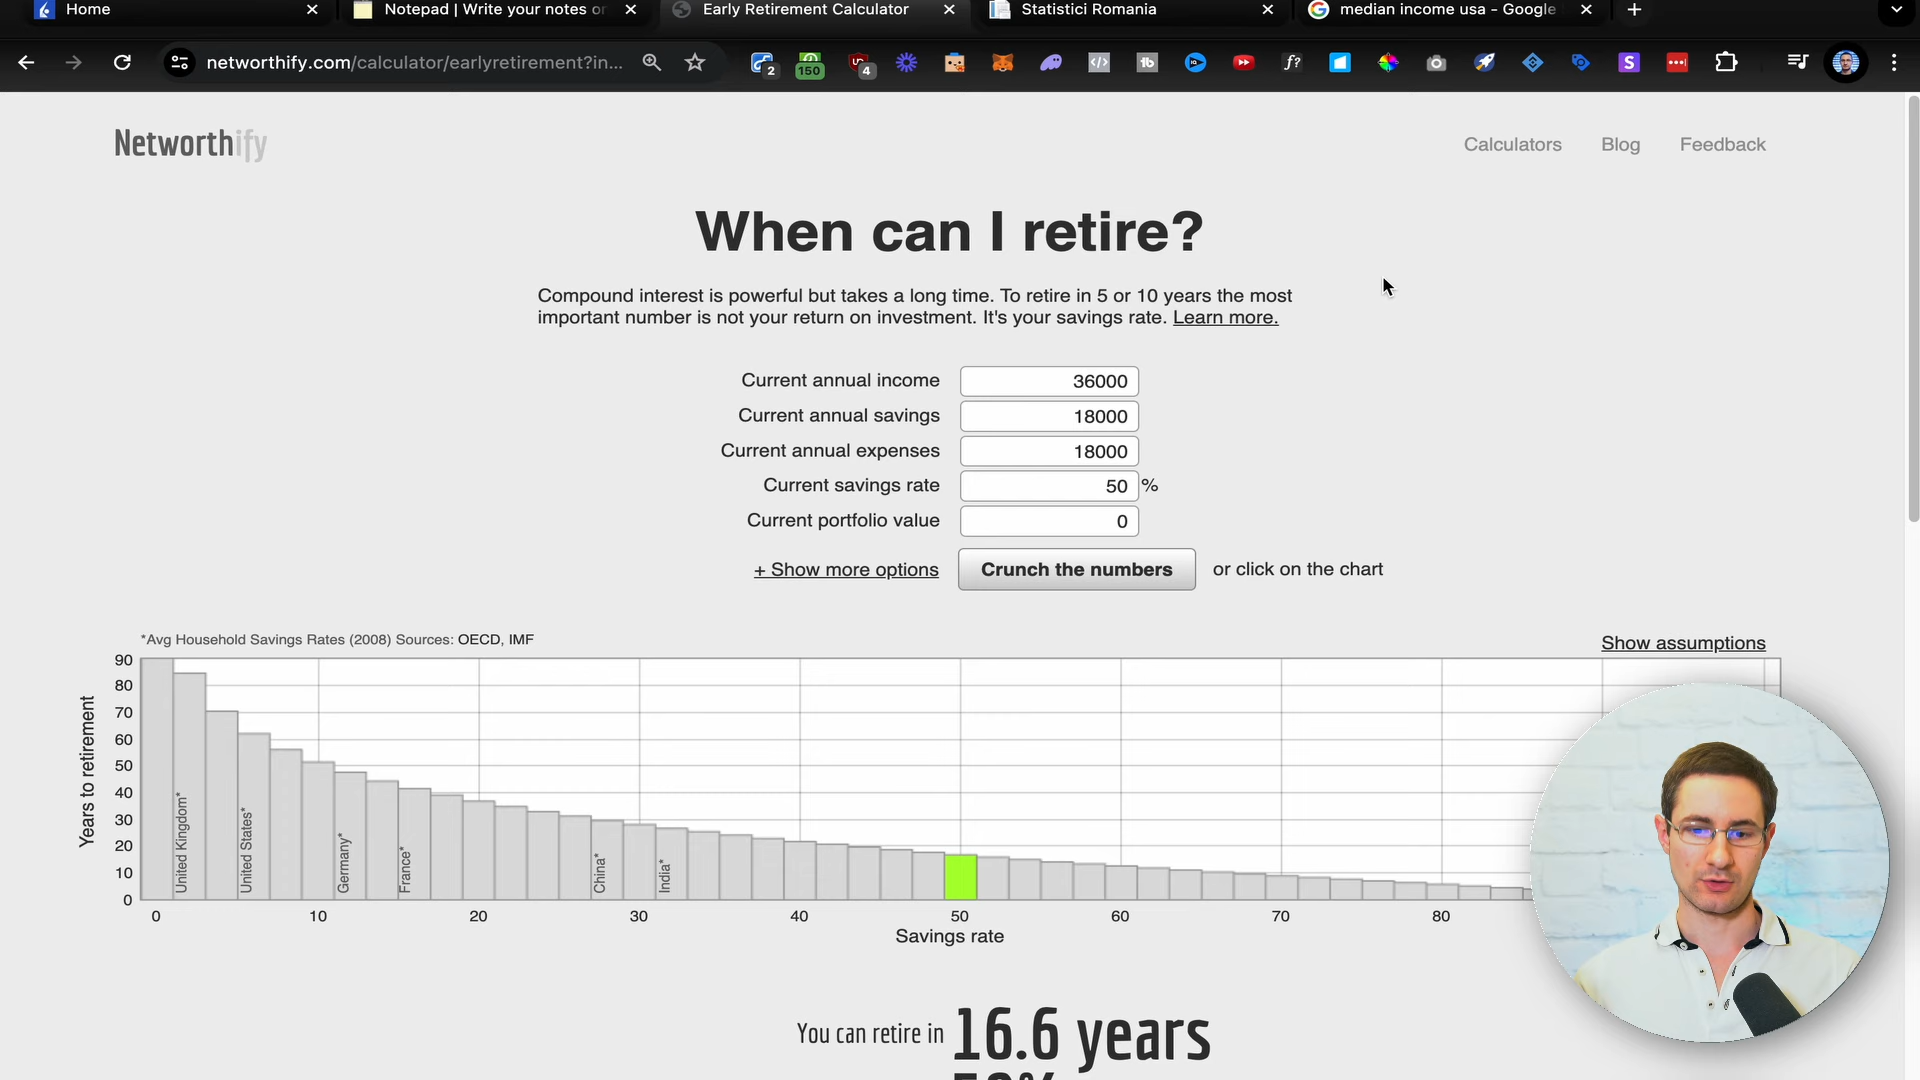 Home
Notepad | Write your notes or
Early Retirement Calculator
Statistici Romania
median income usa - Google
networthify.com/calculator/earlyretirement?in...
2
150
4
Networthify
Calculators
Blog
Feedback
When can I retire?
Compound interest is powerful but takes a long time. To retire in 5 or 10 years the most
important number is not your return on investment. It's your savings rate. Learn more.
Current annual income 36000
Current annual savings 18000
Current annual expenses 18000
Current savings rate 50 %
Current portfolio value 0
+ Show more options Crunch the numbers or click on the chart
*Avg Household Savings Rates (2008) Sources: OECD, IMF
Show assumptions
90
80
70
60
50
40
30
20
10
0
Years to retirement
United Kingdom*
United States*
Germany*
France*
China*
India*
0 10 20 30 40 50 60 70 80
Savings rate
You can retire in 16.6 years